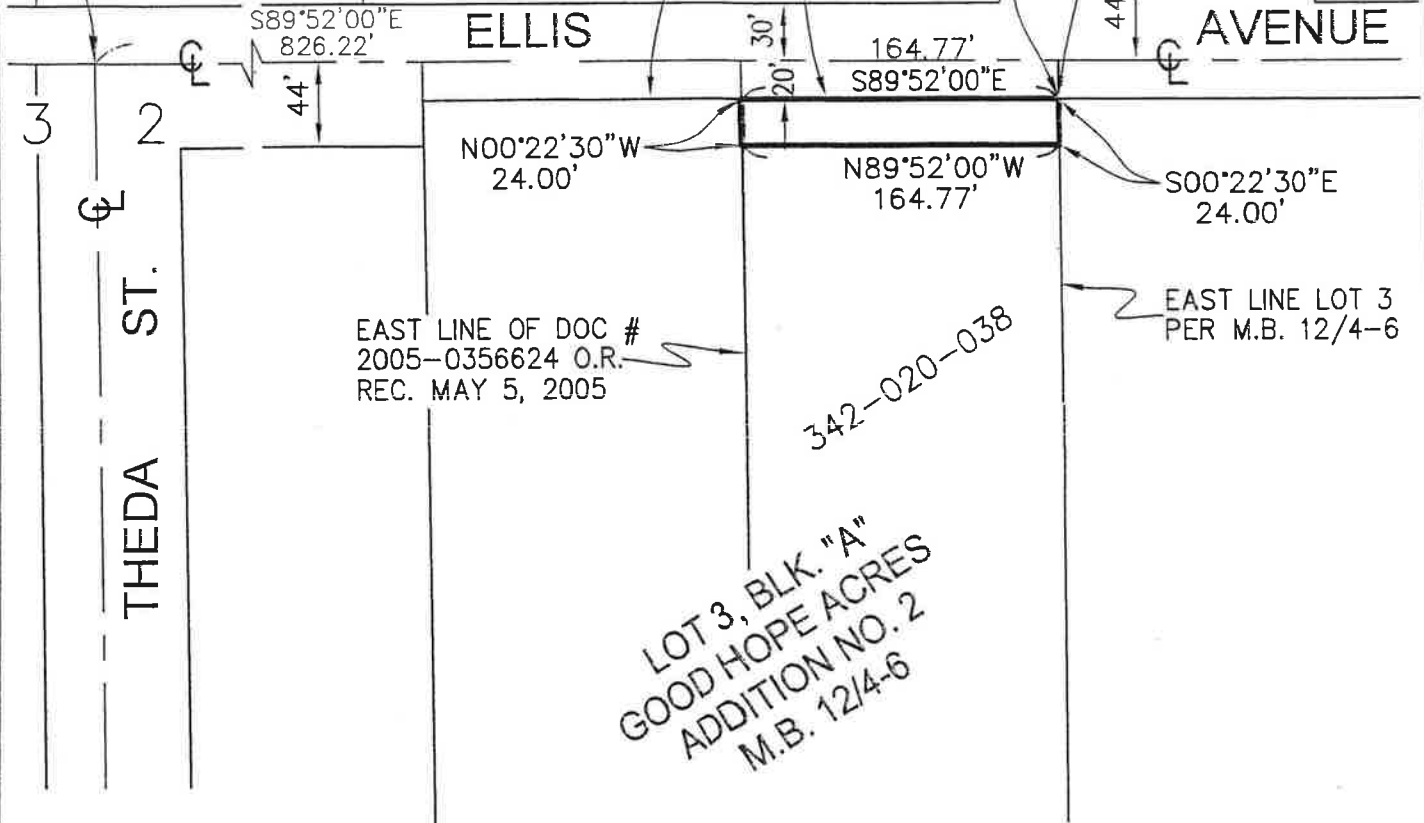 S89°52'00"E
826.22'
ELLIS
30'
164.77'
44'
AVENUE
℄
20'
S89°52'00"E
℄
44'
3
2
N00°22'30"W
24.00'
N89°52'00"W
164.77'
S00°22'30"E
24.00'
℄
THEDA ST.
EAST LINE OF DOC #
2005-0356624 O.R.
REC. MAY 5, 2005
342-020-038
EAST LINE LOT 3
PER M.B. 12/4-6
LOT 3, BLK. "A"
GOOD HOPE ACRES
ADDITION NO. 2
M.B. 12/4-6